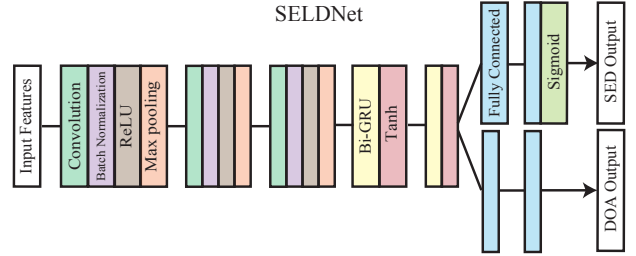 SELDNet
Input Features
Convolution
Batch Normalization
ReLU
Max pooling
Bi-GRU
Tanh
Fully Connected
Sigmoid
SED Output
DOA Output